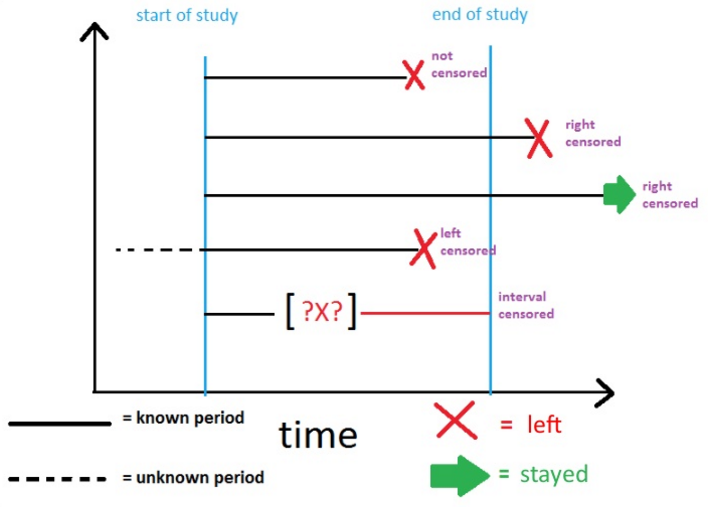 start of study
end of study
not
censored
right
censored
right
censored
left
censored
[?X?]
interval
censored
= known period
time
= left
= unknown period
= stayed